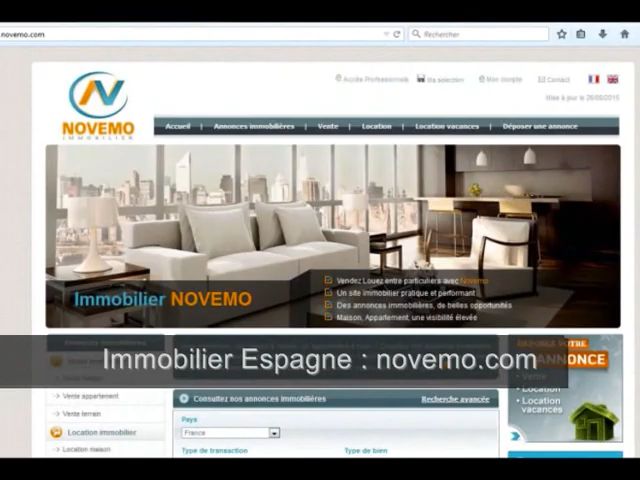 novemo.com
Rechercher
Accès Professionnels Ma selection Mon compte Contact
NOVEMO
IMMOBILIER
Accueil | Annonces immobilières | Vente | Location | Location vacances | Déposer une annonce
Immobilier NOVEMO
Vendez Louez entre particuliers avec Novemo
Un site immobilier pratique et performant
Des annonces immobilières, de belles opportunités
Maison, Appartement, une visibilité élevée
Immobilier Espagne : novemo.com
ANNONCE
Vente
Location
Location vacances
Vente appartement
Vente terrain
Location immobilier
Location maison
Consultez nos annonces immobilières
Recherche avancée
Pays
France
Type de transaction
Type de bien